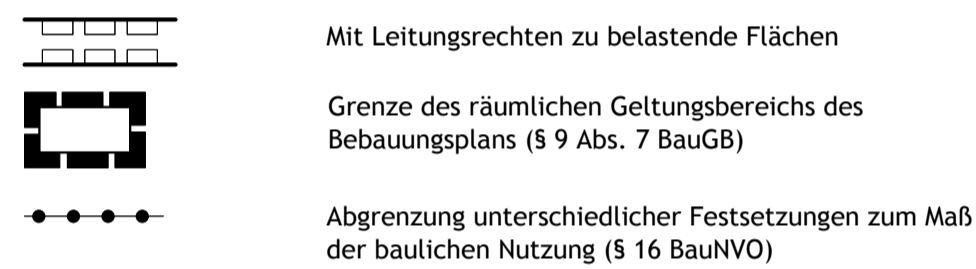 Mit Leitungsrechten zu belastende Flächen
Grenze des räumlichen Geltungsbereichs des
Bebauungsplans (§ 9 Abs. 7 BauGB)
Abgrenzung unterschiedlicher Festsetzungen zum Maß
der baulichen Nutzung (§ 16 BauNVO)